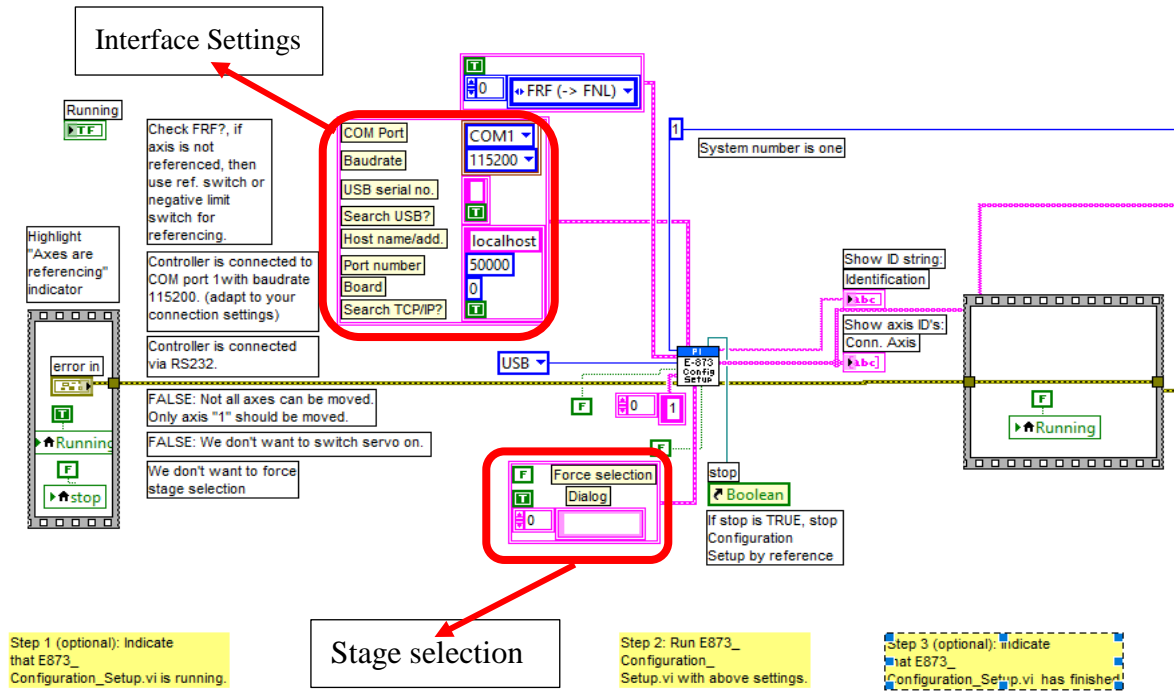 Interface Settings
T
0
FRF (-> FNL)
Running
TF
COM Port
COM1
Baudrate
115200
USB serial no.
Search USB?
T
Host name/add.
localhost
Port number
50000
Board
0
Search TCP/IP?
T
Check FRF?, if
axis is not
referenced, then
use ref. switch or
negative limit
switch for
referencing.
1
System number is one
Highlight
"Axes are
referencing"
indicator
Controller is connected to
COM port 1with baudrate
115200. (adapt to your
connection settings)
Controller is connected
via RS232.
FALSE: Not all axes can be moved.
Only axis "1" should be moved.
FALSE: We don't want to switch servo on.
We don't want to force
stage selection
error in
T
Running
F
stop
USB
PI
E-873
Config
Setup
F
0
1
F
Show ID string:
Identification
abc
Show axis ID's:
Conn. Axis
abc
F
Running
F
Force selection
T
Dialog
0
stop
Boolean
If stop is TRUE, stop
Configuration
Setup by reference
Stage selection
Step 1 (optional): Indicate
that E873_
Configuration_Setup.vi is running.
Step 2: Run E873_
Configuration_
Setup.vi with above settings.
Step 3 (optional): Indicate
that E873_
Configuration_Setup.vi has finished